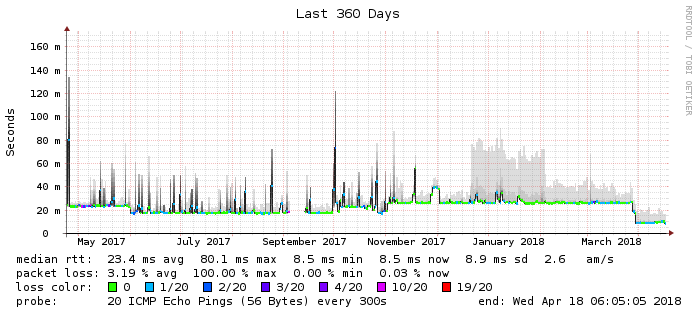 Last 360 Days
RRDTOOL / TOBI OETIKER
Seconds
160 m
140 m
120 m
100 m
80 m
60 m
40 m
20 m
0
May 2017 July 2017 September 2017 November 2017 January 2018 March 2018
median rtt: 23.4 ms avg 80.1 ms max 8.5 ms min 8.5 ms now 8.9 ms sd 2.6 am/s
packet loss: 3.19 % avg 100.00 % max 0.00 % min 0.03 % now
loss color: 0 1/20 2/20 3/20 4/20 10/20 19/20
probe: 20 ICMP Echo Pings (56 Bytes) every 300s end: Wed Apr 18 06:05:05 2018